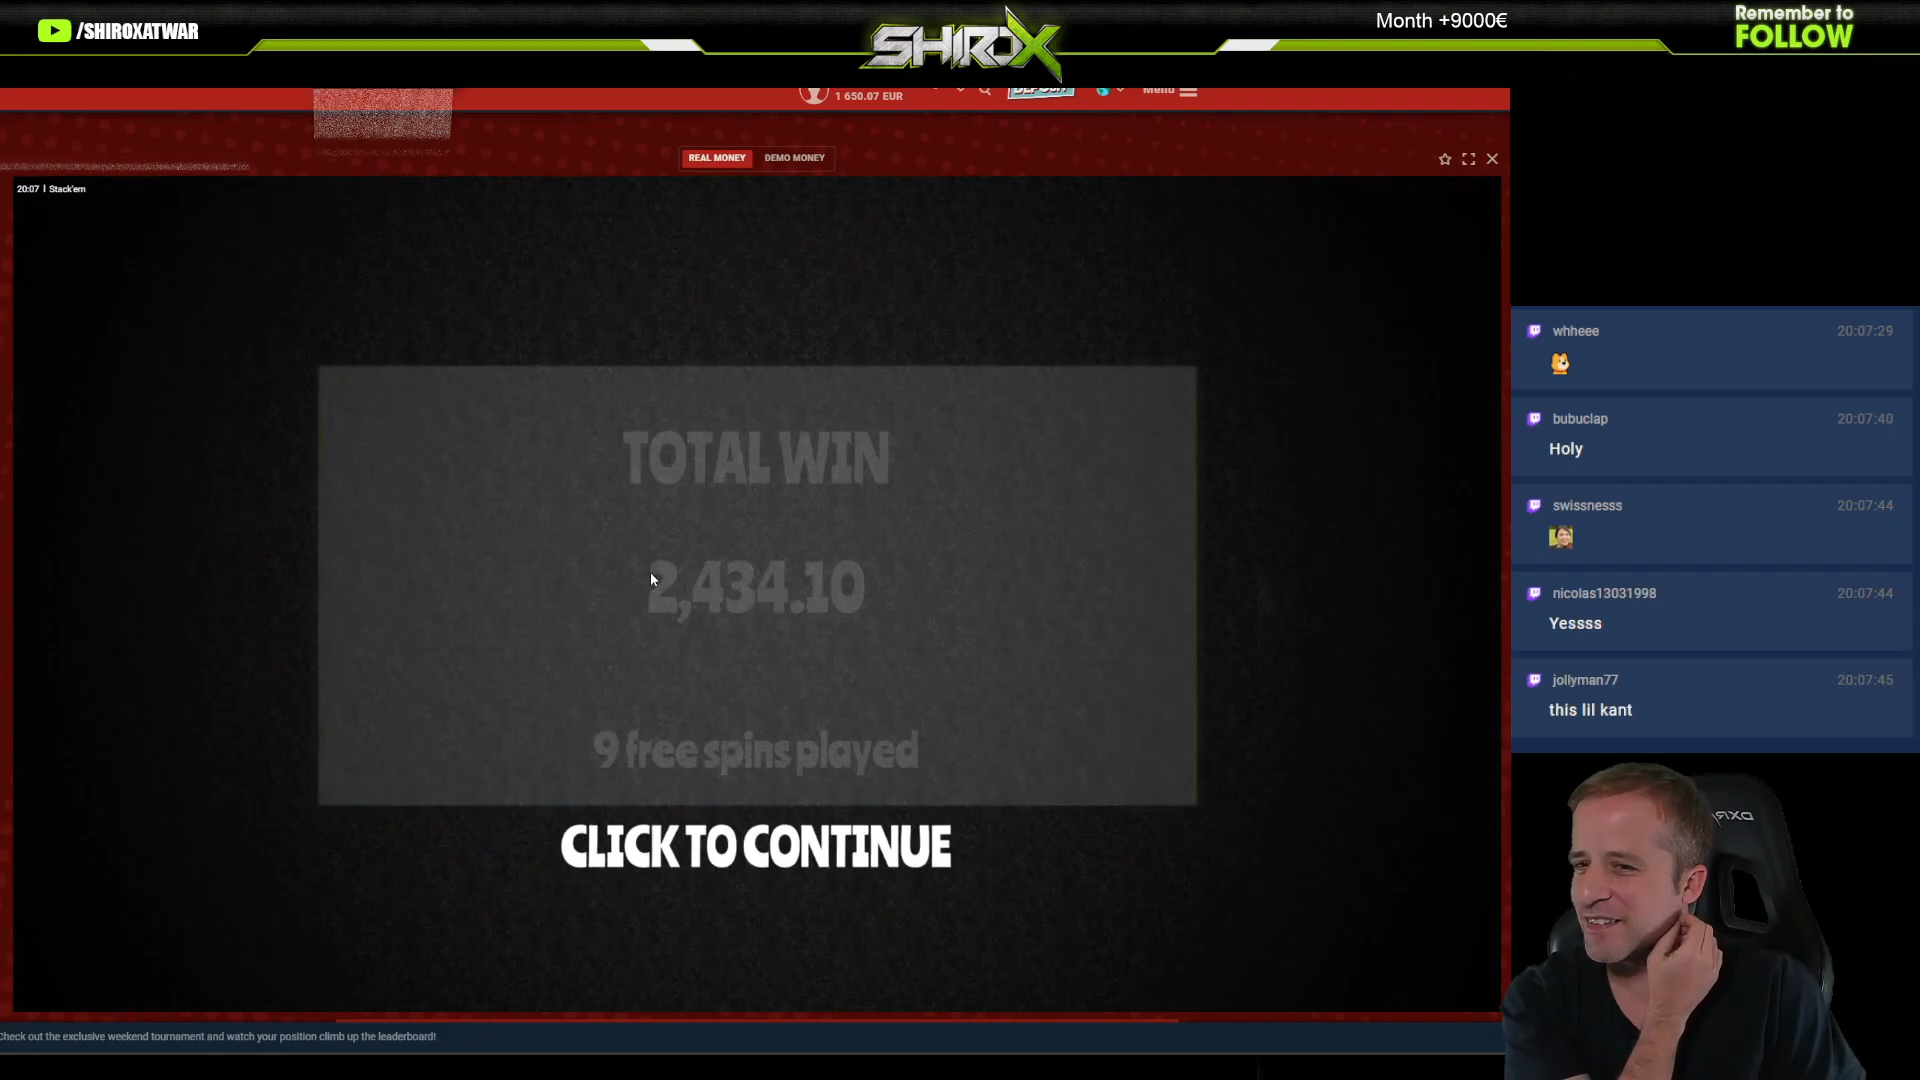 /SHIROXATWAR
SHIROX
Month +9000€
Remember to
FOLLOW
1 650.07 EUR
DEPOSIT
Menu
REAL MONEY
DEMO MONEY
20:07 | Stack'em
TOTAL WIN
2,434.10
9 free spins played
CLICK TO CONTINUE
whheee
20:07:29
bubuclap
20:07:40
Holy
swissnesss
20:07:44
nicolas13031998
20:07:44
Yessss
jollyman77
20:07:45
this lil kant
DXR
Check out the exclusive weekend tournament and watch your position climb up the leaderboard!